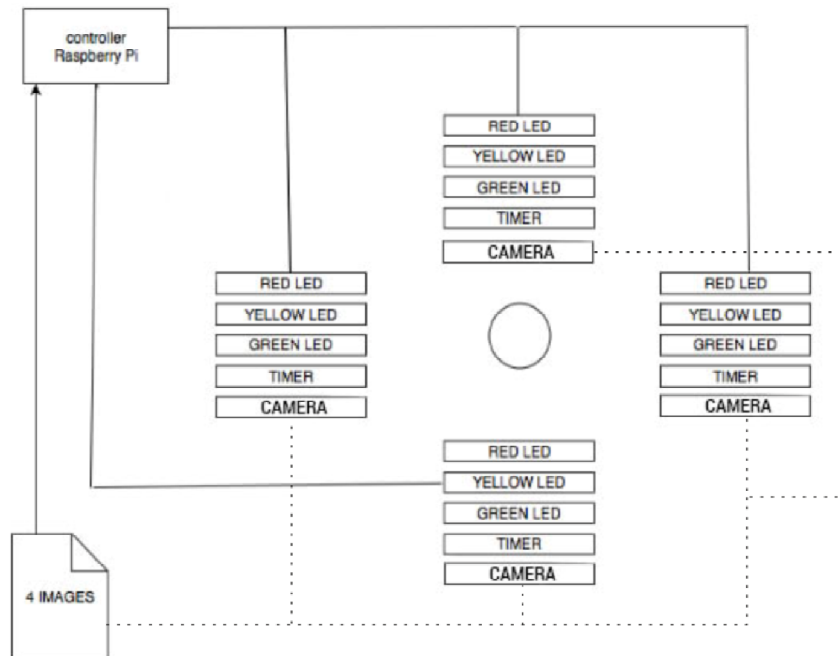 controller
Raspberry Pi
RED LED
YELLOW LED
GREEN LED
TIMER
CAMERA
RED LED
YELLOW LED
GREEN LED
TIMER
CAMERA
RED LED
YELLOW LED
GREEN LED
TIMER
CAMERA
RED LED
YELLOW LED
GREEN LED
TIMER
CAMERA
4 IMAGES